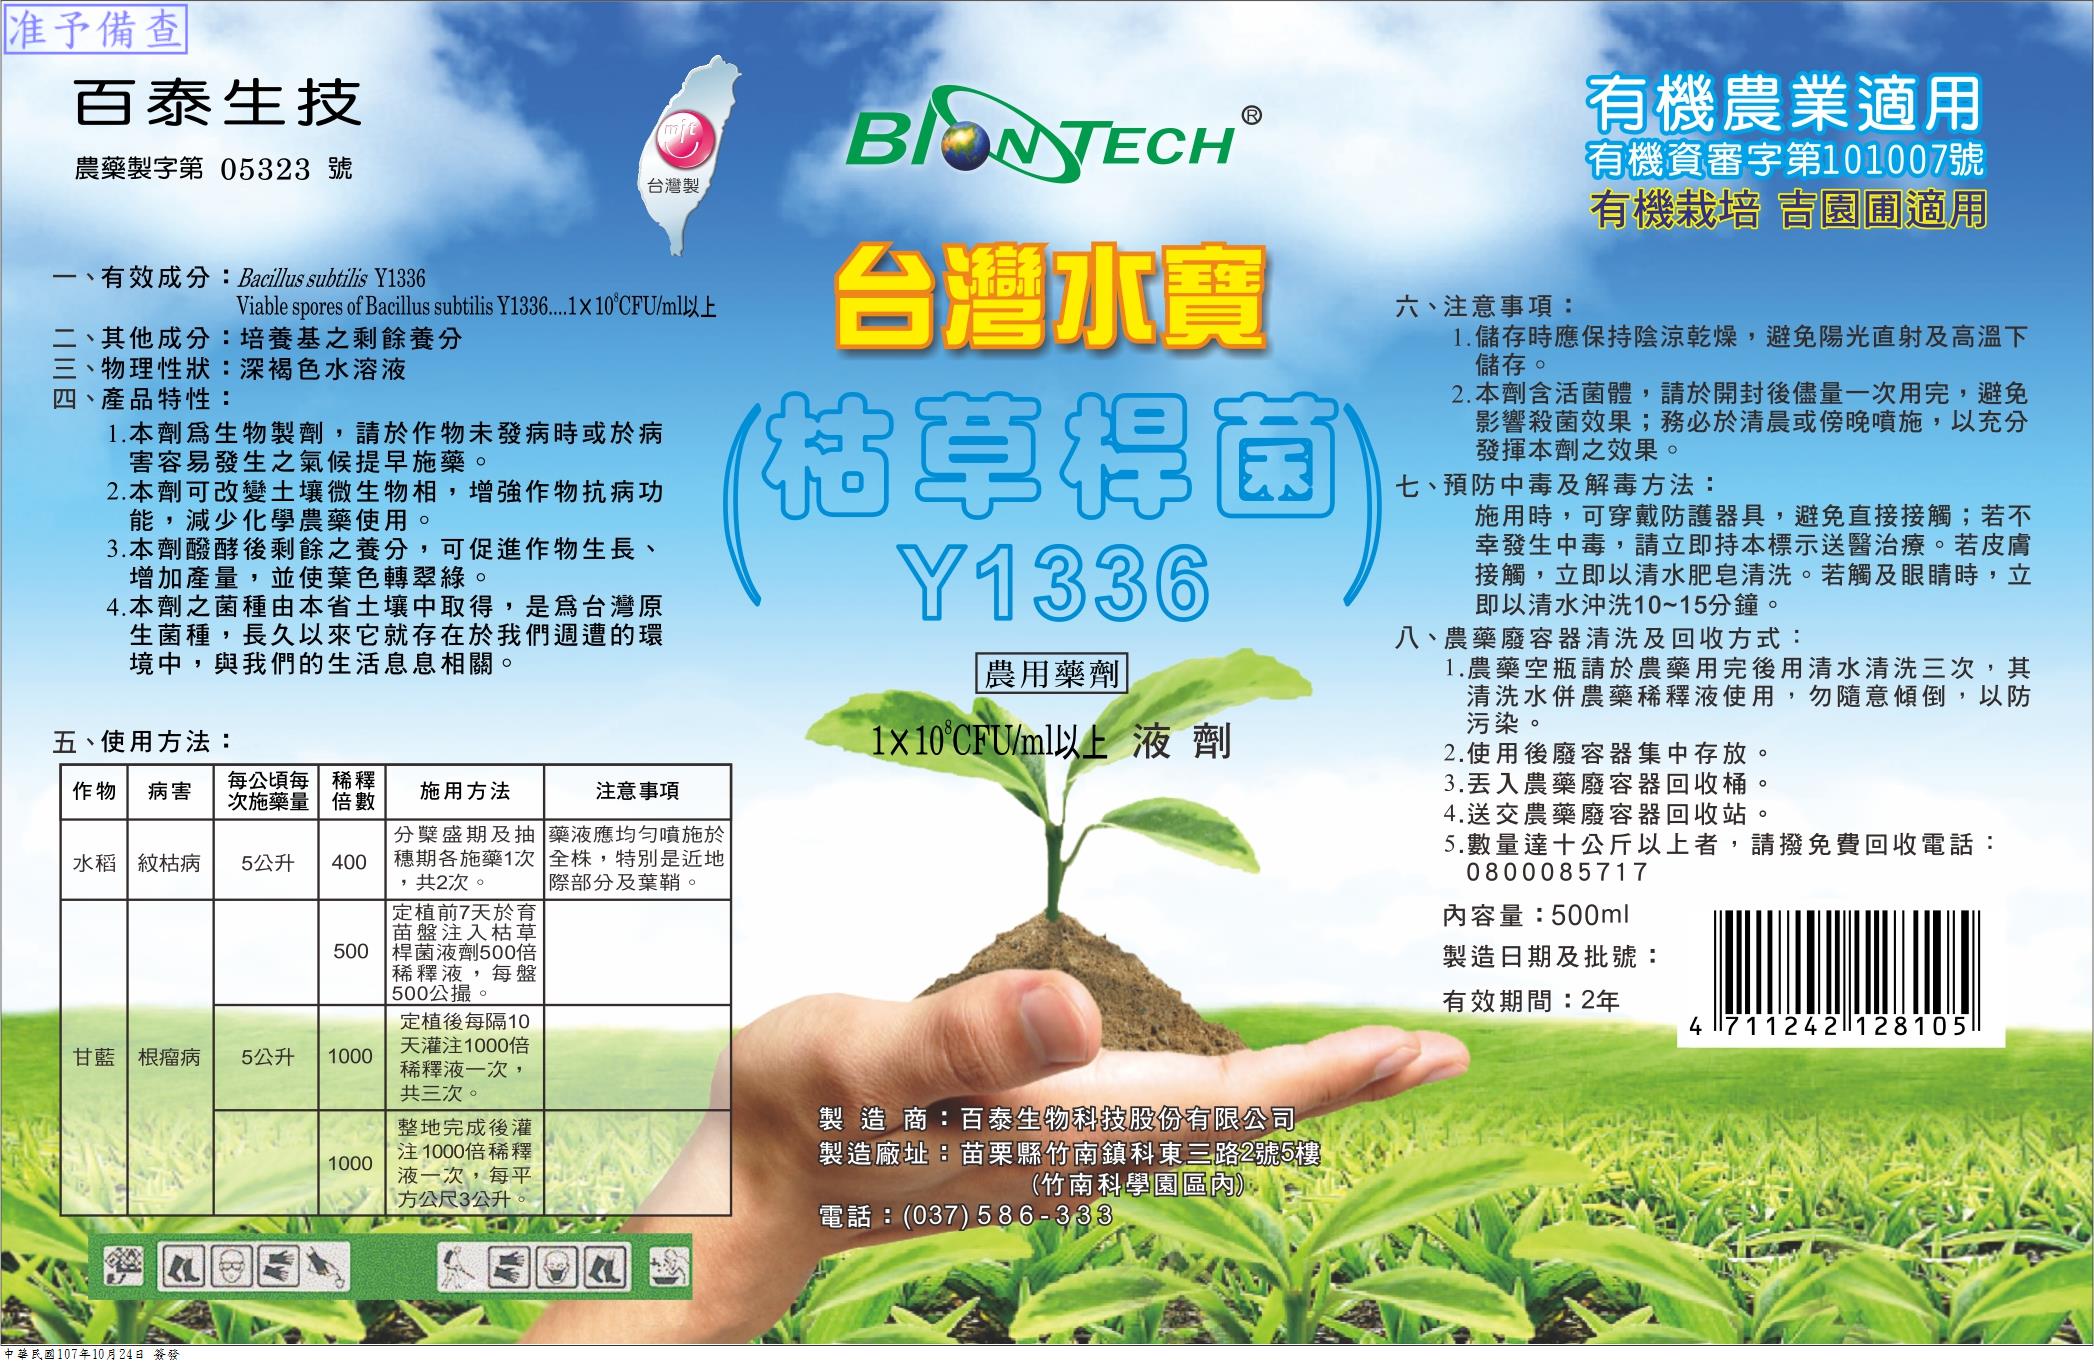 准予備查
百泰生技
農藥製字第 05323 號
mit
台灣製
BIONTECH®
有機農業適用
有機資審字第101007號
有機栽培 吉園圃適用
一、有效成分：Bacillus subtilis Y1336
Viable spores of Bacillus subtilis Y1336....1×10⁸CFU/ml以上
二、其他成分：培養基之剩餘養分
三、物理性狀：深褐色水溶液
四、產品特性：
1.本劑為生物製劑，請於作物未發病時或於病
害容易發生之氣候提早施藥。
2.本劑可改變土壤微生物相，增強作物抗病功
能，減少化學農藥使用。
3.本劑醱酵後剩餘之養分，可促進作物生長、
增加產量，並使葉色轉翠綠。
4.本劑之菌種由本省土壤中取得，是為台灣原
生菌種，長久以來它就存在於我們週遭的環
境中，與我們的生活息息相關。
五、使用方法：
作物 病害 每公頃每 稀釋 施用方法 注意事項
次施藥量 倍數
水稻 紋枯病 5公升 400
分櫱盛期及抽
穗期各施藥1次
，共2次。
藥液應均勻噴施於
全株，特別是近地
際部分及葉鞘。
甘藍 根瘤病 5公升
500
定植前7天於育
苗盤注入枯草
桿菌液劑500倍
稀釋液，每盤
500公撮。
1000
定植後每隔10
天灌注1000倍
稀釋液一次，
共三次。
1000
整地完成後灌
注1000倍稀釋
液一次，每平
方公尺3公升。
台灣水寶
(枯草桿菌
Y1336)
農用藥劑
1×10⁸CFU/ml以上 液劑
製造商：百泰生物科技股份有限公司
製造廠址：苗栗縣竹南鎮科東三路2號5樓
(竹南科學園區內)
電話：(037)586-333
六、注意事項：
1.儲存時應保持陰涼乾燥，避免陽光直射及高溫下
儲存。
2.本劑含活菌體，請於開封後儘量一次用完，避免
影響殺菌效果；務必於清晨或傍晚噴施，以充分
發揮本劑之效果。
七、預防中毒及解毒方法：
施用時，可穿戴防護器具，避免直接接觸；若不
幸發生中毒，請立即持本標示送醫治療。若皮膚
接觸，立即以清水肥皂清洗。若觸及眼睛時，立
即以清水沖洗10~15分鐘。
八、農藥廢容器清洗及回收方式：
1.農藥空瓶請於農藥用完後用清水清洗三次，其
清洗水併農藥稀釋液使用，勿隨意傾倒，以防
污染。
2.使用後廢容器集中存放。
3.丟入農藥廢容器回收桶。
4.送交農藥廢容器回收站。
5.數量達十公斤以上者，請撥免費回收電話：
0800085717
內容量：500ml
製造日期及批號：
有效期間：2年
4 711242 128105
中華民國107年10月24日 簽發